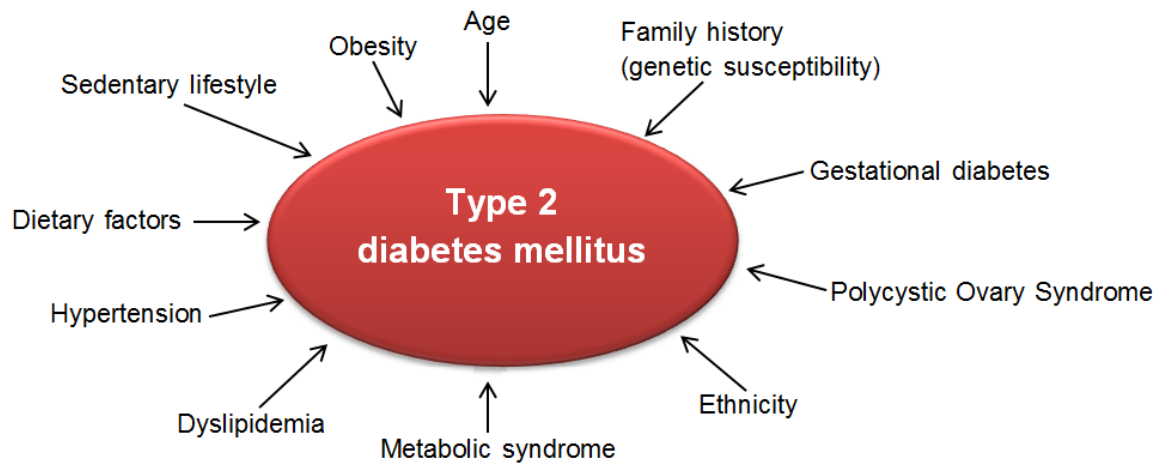 Age
Obesity
Family history
(genetic susceptibility)
Sedentary lifestyle
Gestational diabetes
Type 2
diabetes mellitus
Dietary factors
Polycystic Ovary Syndrome
Hypertension
Ethnicity
Dyslipidemia
Metabolic syndrome